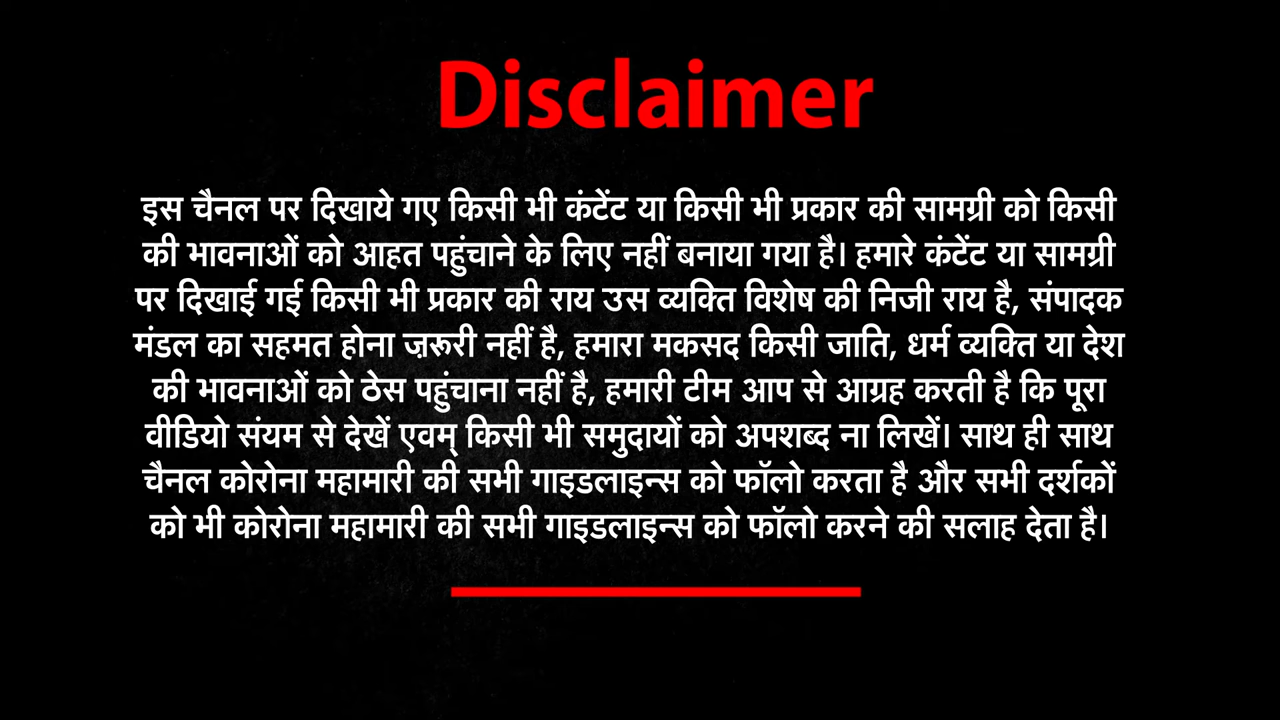 Disclaimer
इस चैनल पर दिखाये गए किसी भी कंटेंट या किसी भी प्रकार की सामग्री को किसी
की भावनाओं को आहत पहुंचाने के लिए नहीं बनाया गया है। हमारे कंटेंट या सामग्री
पर दिखाई गई किसी भी प्रकार की राय उस व्यक्ति विशेष की निजी राय है, संपादक
मंडल का सहमत होना ज़रूरी नहीं है, हमारा मकसद किसी जाति, धर्म व्यक्ति या देश
की भावनाओं को ठेस पहुंचाना नहीं है, हमारी टीम आप से आग्रह करती है कि पूरा
वीडियो संयम से देखें एवम् किसी भी समुदायों को अपशब्द ना लिखें। साथ ही साथ
चैनल कोरोना महामारी की सभी गाइडलाइन्स को फॉलो करता है और सभी दर्शकों
को भी कोरोना महामारी की सभी गाइडलाइन्स को फॉलो करने की सलाह देता है।